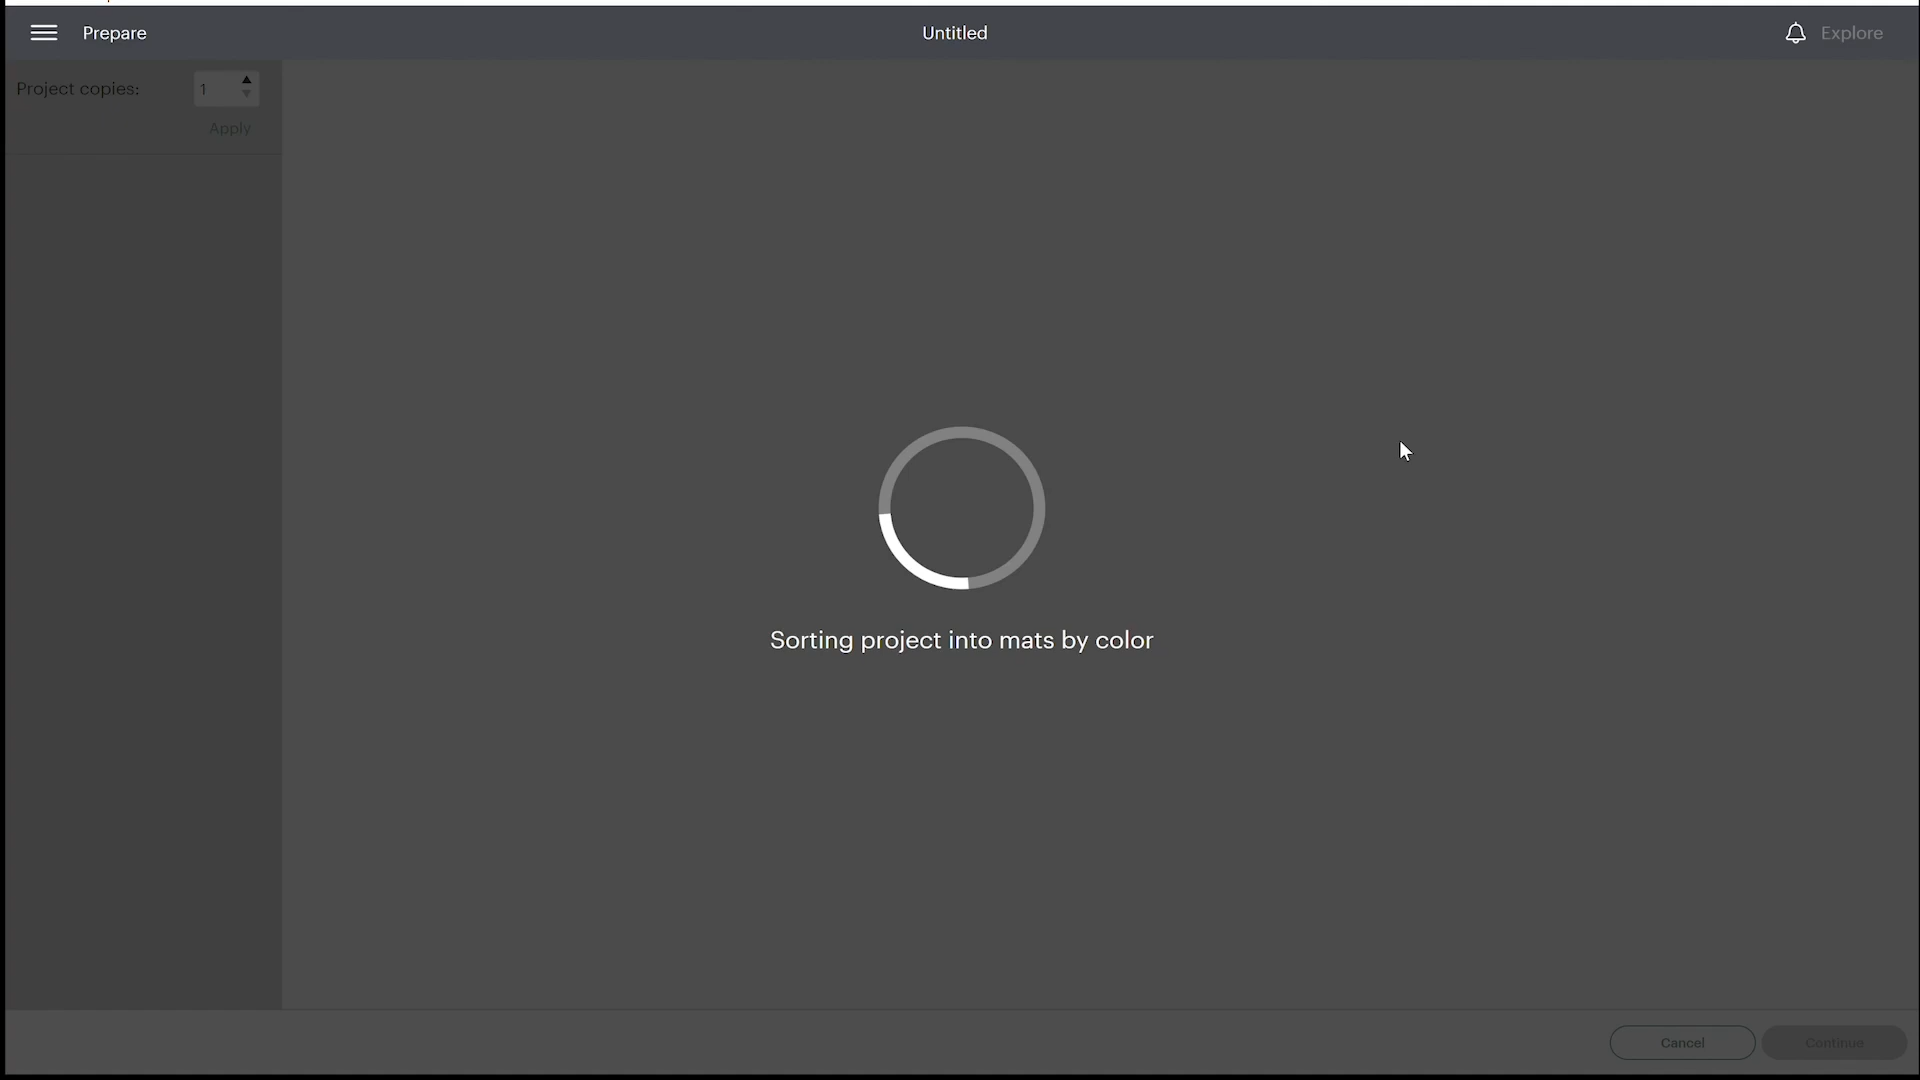 Prepare
Untitled
Explore
Project copies:
1
Apply
Sorting project into mats by color
Cancel
Continue